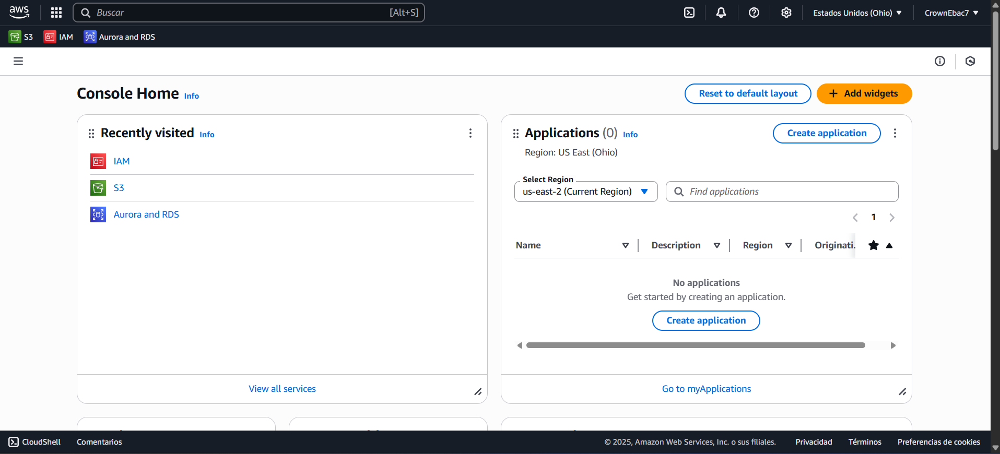 aws
Buscar [Alt+S]
Estados Unidos (Ohio)
CrownEbac7
S3
IAM
Aurora and RDS
Console Home Info
Reset to default layout
+ Add widgets
Recently visited Info
IAM
S3
Aurora and RDS
View all services
Applications (0) Info
Create application
Region: US East (Ohio)
Select Region
us-east-2 (Current Region)
Find applications
1
Name Description Region Originati.
No applications
Get started by creating an application.
Create application
Go to myApplications
CloudShell Comentarios © 2025, Amazon Web Services, Inc. o sus filiales. Privacidad Términos Preferencias de cookies